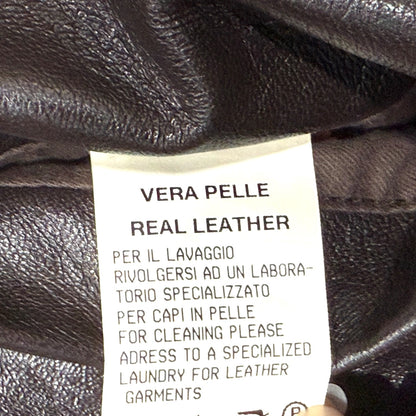 VERA PELLE
REAL LEATHER
PER IL LAVAGGIO
RIVOLGERSI AD UN LABORA-
TORIO SPECIALIZZATO
PER CAPI IN PELLE
FOR CLEANING PLEASE
ADRESS TO A SPECIALIZED
LAUNDRY FOR LEATHER
GARMENTS
P